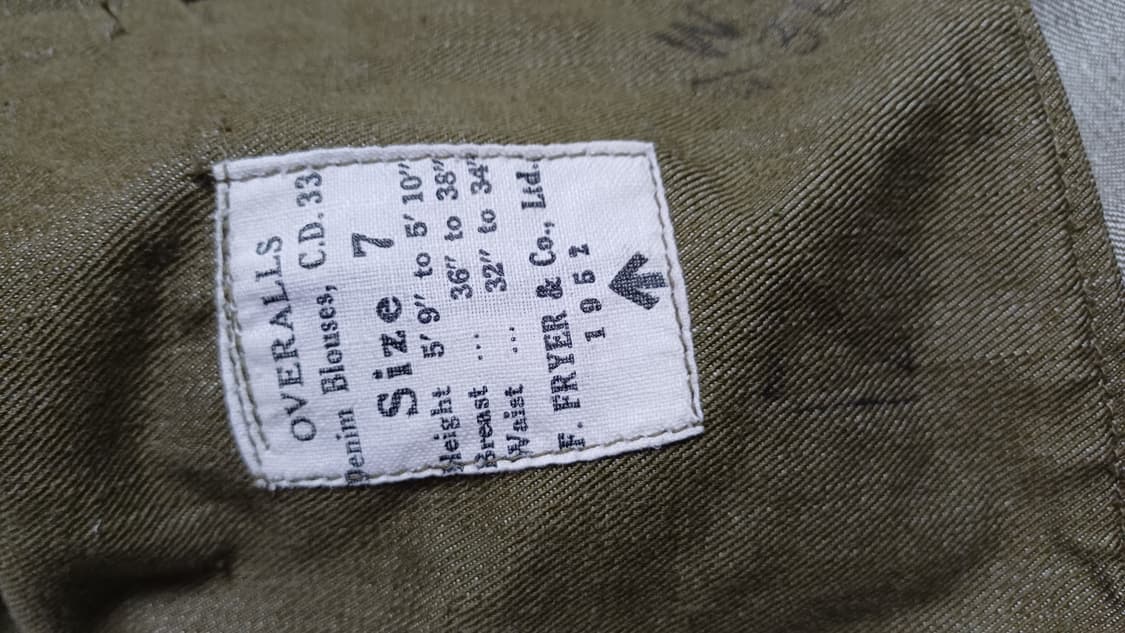 OVERALLS
Denim Blouses, C.D. 33
Size 7
Height 5′ 9″ to 5′ 10″
Breast ... 36″ to 38″
Waist ... 32″ to 34″
F. FRYER & Co., Ltd.
1952
W